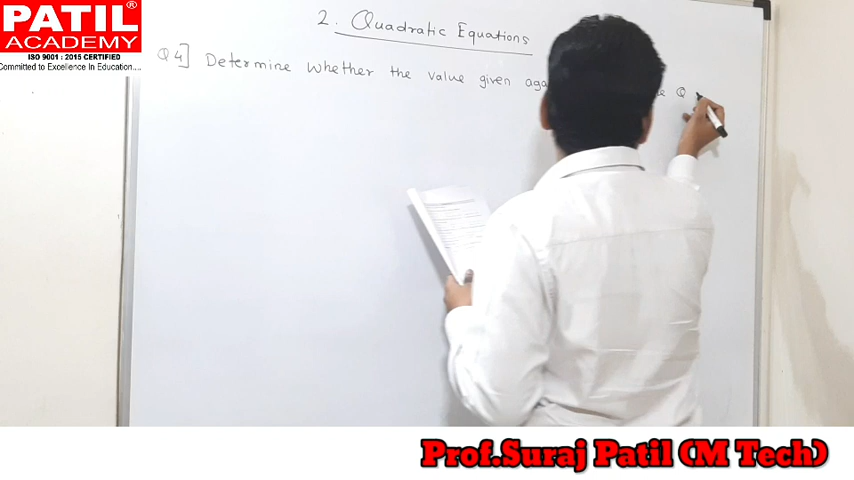 PATIL®
ACADEMY
ISO 9001 : 2015 CERTIFIED
Committed to Excellence In Education....
2. Quadratic Equations
Q4] Determine whether the value given Q
Prof.Suraj Patil (M Tech)